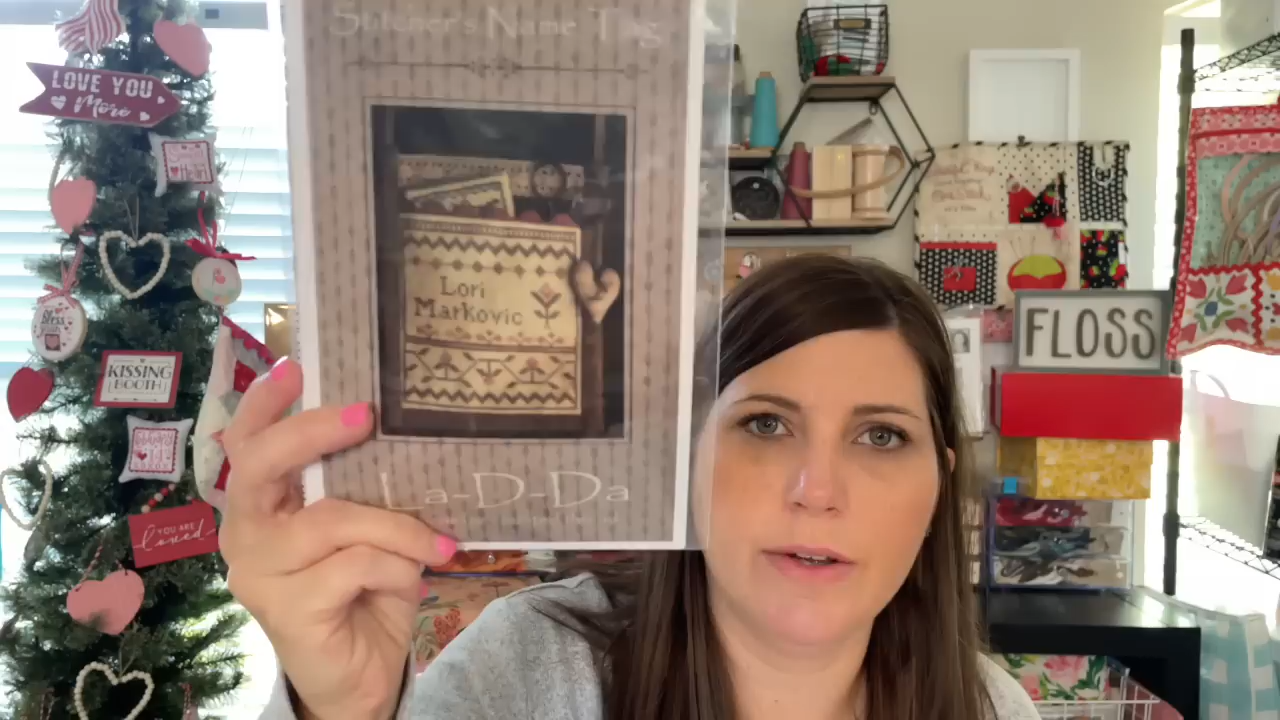 Stitcher's Name Tag
Lori
Markovic
La-D-Da
LOVE YOU
More
KISSING
BOOTH
YOU ARE
Loved
FLOSS